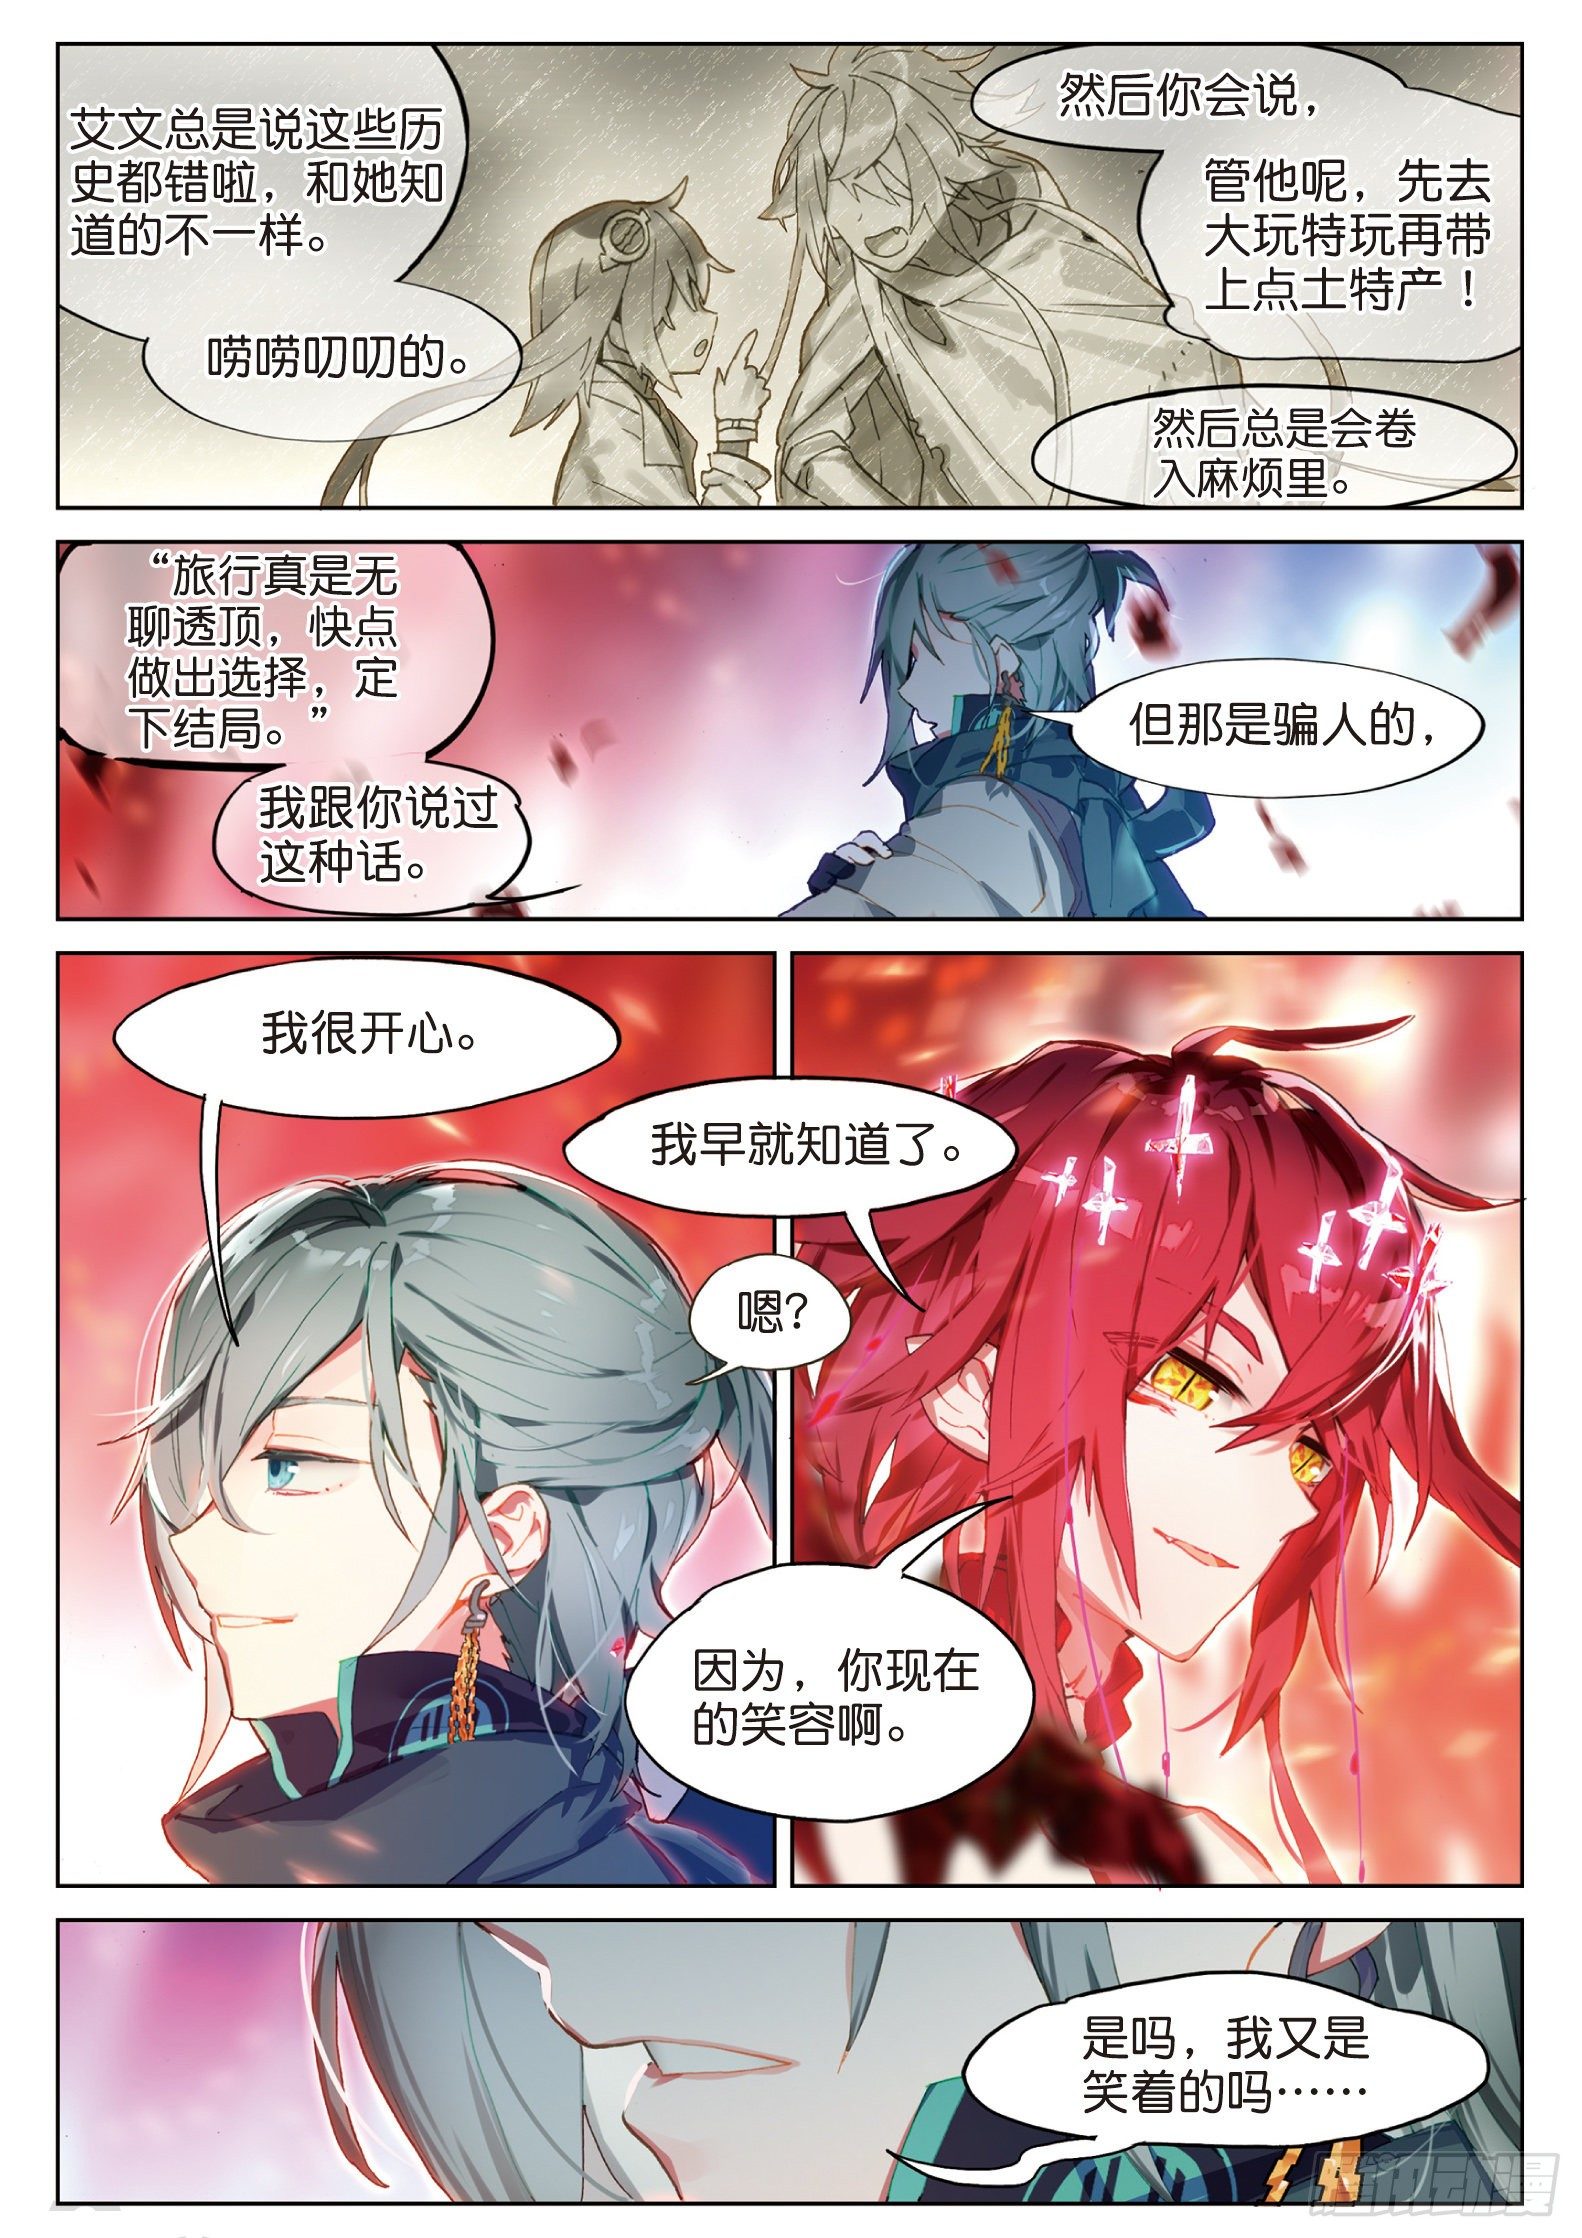 艾文总是说这些历
史都错啦，和她知
道的不一样。
唠唠叨叨的。
然后你会说，
管他呢，先去
大玩特玩再带
上点土特产！
然后总是会卷
入麻烦里。
“旅行真是无
聊透顶，快点
做出选择，定
下结局。”
我跟你说过
这种话。
但那是骗人的，
我很开心。
我早就知道了。
嗯？
因为，你现在
的笑容啊。
是吗，我又是
笑着的吗……
腾讯动漫